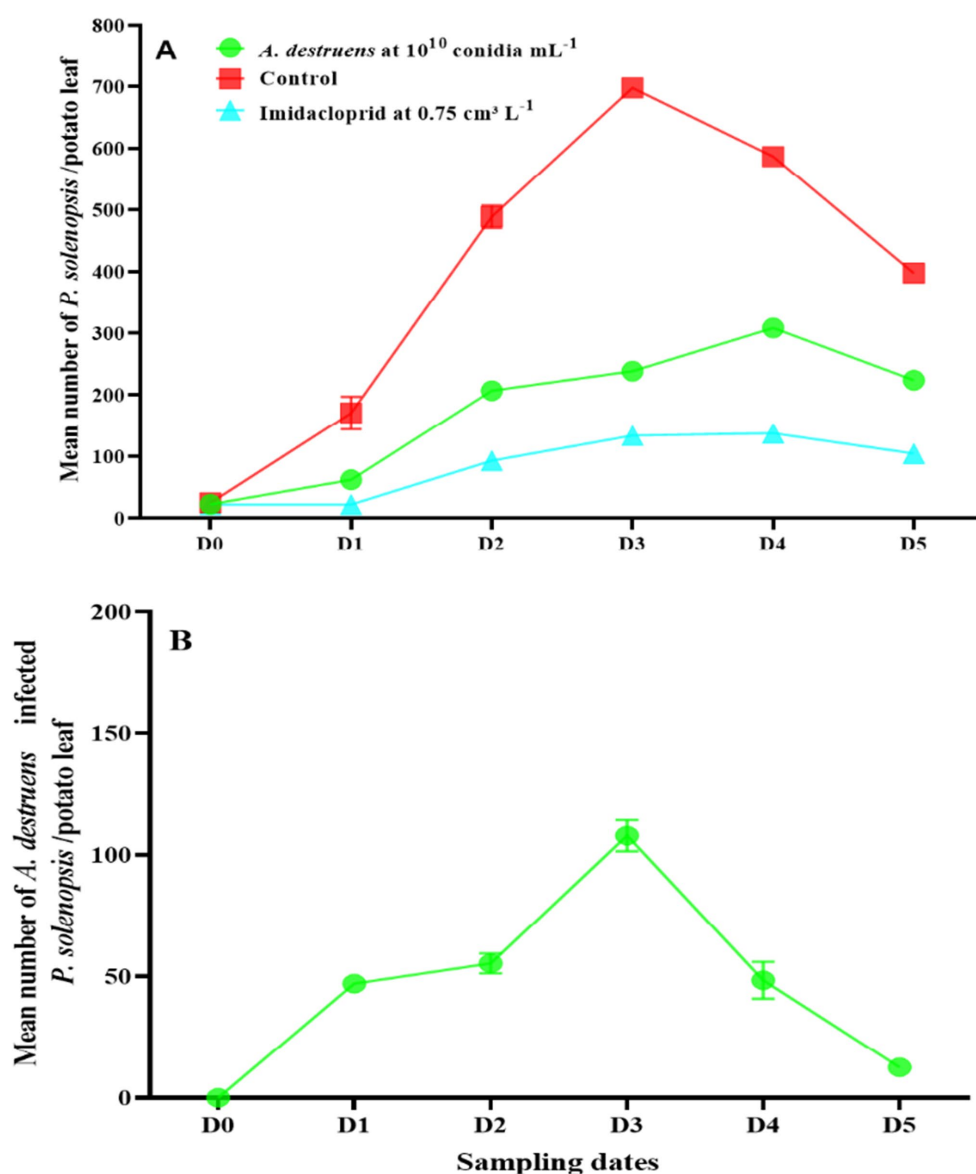 A
A. destruens at 10¹⁰ conidia mL⁻¹
Control
Imidacloprid at 0.75 cm³ L⁻¹
Mean number of P. solenopsis /potato leaf
800
700
600
500
400
300
200
100
0
D0 D1 D2 D3 D4 D5
B
Mean number of A. destruens infected
P. solenopsis /potato leaf
200
150
100
50
0
D0 D1 D2 D3 D4 D5
Sampling dates